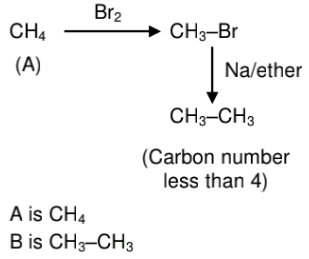 Br₂
CH₄ CH₃–Br
(A)
Na/ether
CH₃–CH₃
(Carbon number
less than 4)
A is CH₄
B is CH₃–CH₃